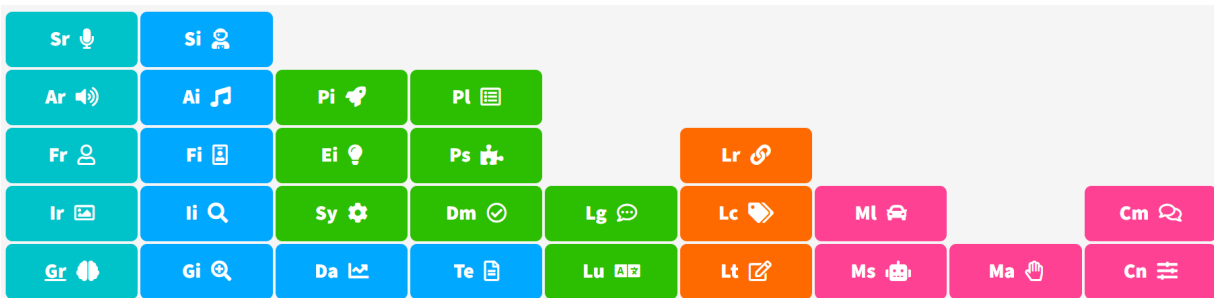 Sr Si
Ar Ai Pi Pl
Fr Fi Ei Ps Lr
Ir Ii Sy Dm Lg Lc Ml Cm
Gr Gi Da Te Lu Lt Ms Ma Cn